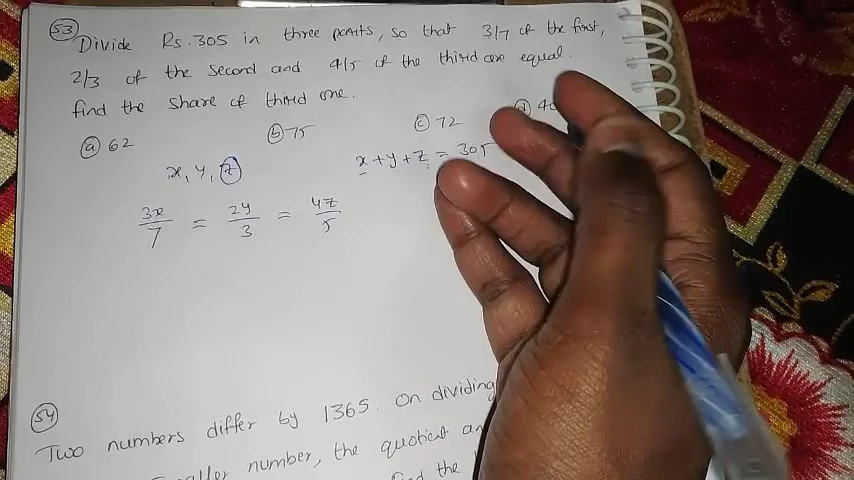 53 Divide Rs.305 in three parts, so that 3/7 of the first,
2/3 of the second and 4/5 of the third are equal.
find the share of third one.
a 62 b 75 c 72 d
x, y, z x + y + z = 305
3x/7 = 2y/3 = 4z/5
54
Two numbers differ by 1365. On dividing
number, the quotient
the